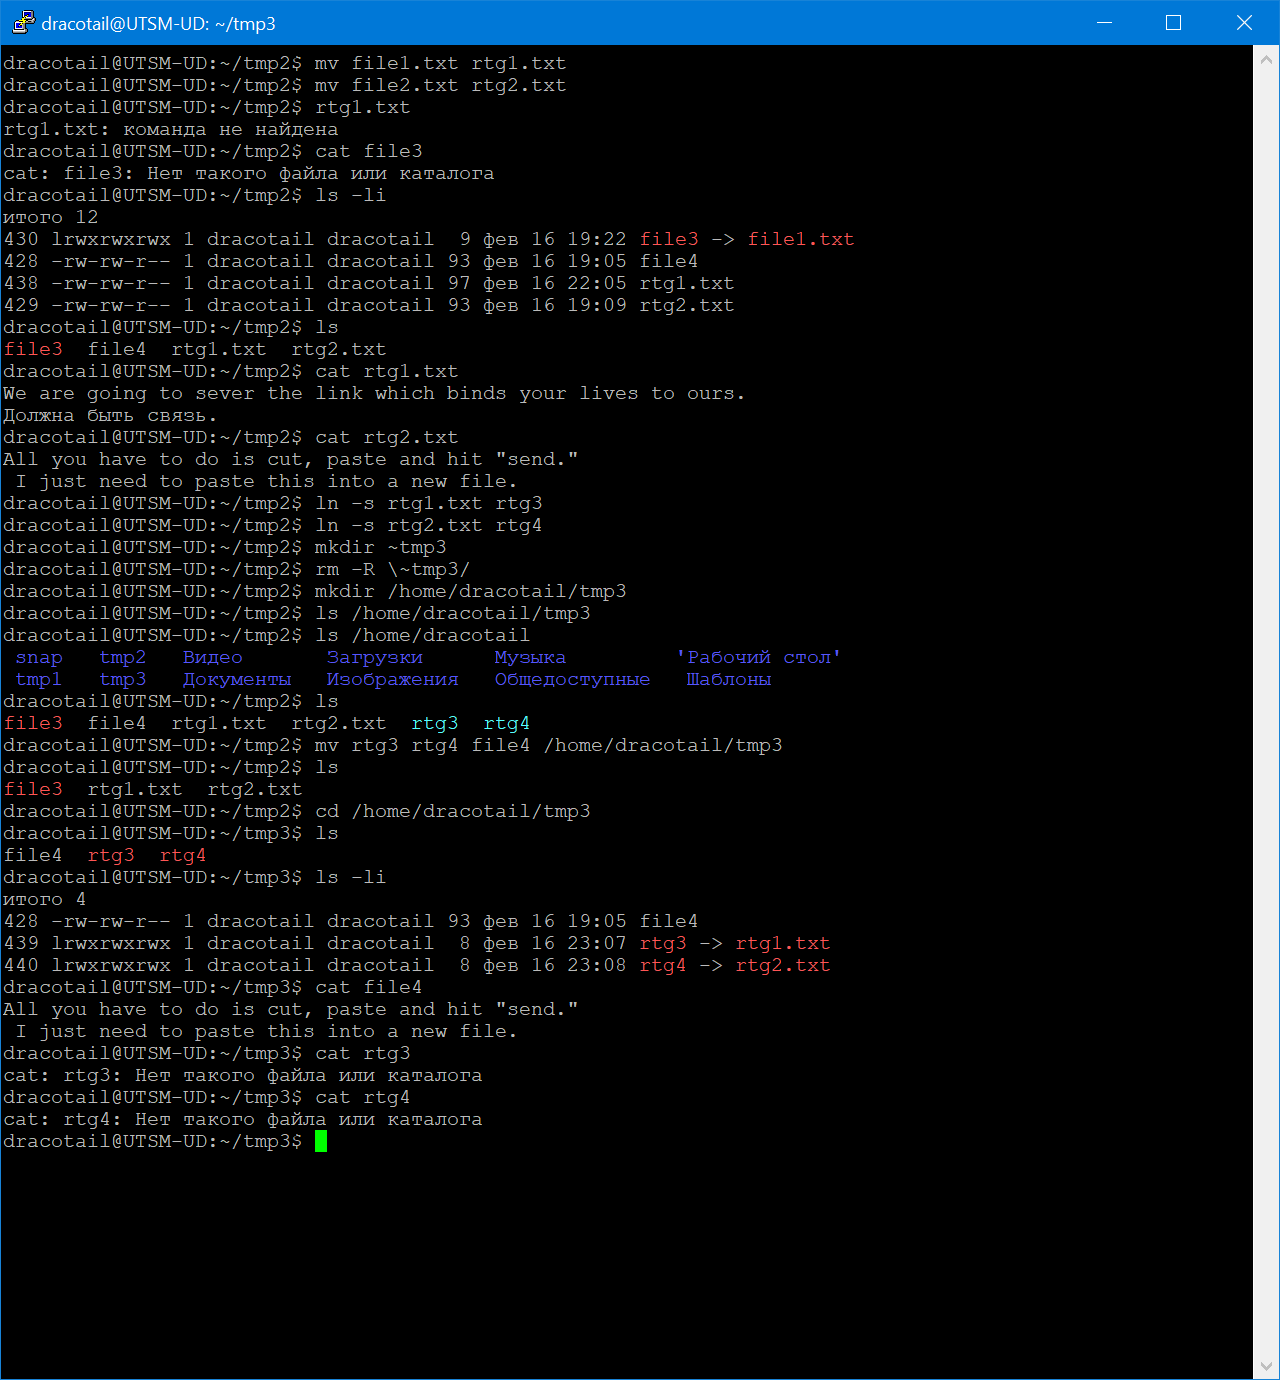 dracotail@UTSM-UD: ~/tmp3
dracotail@UTSM-UD:~/tmp2$ mv file1.txt rtg1.txt
dracotail@UTSM-UD:~/tmp2$ mv file2.txt rtg2.txt
dracotail@UTSM-UD:~/tmp2$ rtg1.txt
rtg1.txt: команда не найдена
dracotail@UTSM-UD:~/tmp2$ cat file3
cat: file3: Нет такого файла или каталога
dracotail@UTSM-UD:~/tmp2$ ls -li
итого 12
430 lrwxrwxrwx 1 dracotail dracotail  9 фев 16 19:22 file3 -> file1.txt
428 -rw-rw-r-- 1 dracotail dracotail 93 фев 16 19:05 file4
438 -rw-rw-r-- 1 dracotail dracotail 97 фев 16 22:05 rtg1.txt
429 -rw-rw-r-- 1 dracotail dracotail 93 фев 16 19:09 rtg2.txt
dracotail@UTSM-UD:~/tmp2$ ls
file3  file4  rtg1.txt  rtg2.txt
dracotail@UTSM-UD:~/tmp2$ cat rtg1.txt
We are going to sever the link which binds your lives to ours.
Должна быть связь.
dracotail@UTSM-UD:~/tmp2$ cat rtg2.txt
All you have to do is cut, paste and hit "send."
 I just need to paste this into a new file.
dracotail@UTSM-UD:~/tmp2$ ln -s rtg1.txt rtg3
dracotail@UTSM-UD:~/tmp2$ ln -s rtg2.txt rtg4
dracotail@UTSM-UD:~/tmp2$ mkdir ~tmp3
dracotail@UTSM-UD:~/tmp2$ rm -R \~tmp3/
dracotail@UTSM-UD:~/tmp2$ mkdir /home/dracotail/tmp3
dracotail@UTSM-UD:~/tmp2$ ls /home/dracotail/tmp3
dracotail@UTSM-UD:~/tmp2$ ls /home/dracotail
 snap   tmp2   Видео       Загрузки      Музыка         'Рабочий стол'
 tmp1   tmp3   Документы   Изображения   Общедоступные   Шаблоны
dracotail@UTSM-UD:~/tmp2$ ls
file3  file4  rtg1.txt  rtg2.txt  rtg3  rtg4
dracotail@UTSM-UD:~/tmp2$ mv rtg3 rtg4 file4 /home/dracotail/tmp3
dracotail@UTSM-UD:~/tmp2$ ls
file3  rtg1.txt  rtg2.txt
dracotail@UTSM-UD:~/tmp2$ cd /home/dracotail/tmp3
dracotail@UTSM-UD:~/tmp3$ ls
file4  rtg3  rtg4
dracotail@UTSM-UD:~/tmp3$ ls -li
итого 4
428 -rw-rw-r-- 1 dracotail dracotail 93 фев 16 19:05 file4
439 lrwxrwxrwx 1 dracotail dracotail  8 фев 16 23:07 rtg3 -> rtg1.txt
440 lrwxrwxrwx 1 dracotail dracotail  8 фев 16 23:08 rtg4 -> rtg2.txt
dracotail@UTSM-UD:~/tmp3$ cat file4
All you have to do is cut, paste and hit "send."
 I just need to paste this into a new file.
dracotail@UTSM-UD:~/tmp3$ cat rtg3
cat: rtg3: Нет такого файла или каталога
dracotail@UTSM-UD:~/tmp3$ cat rtg4
cat: rtg4: Нет такого файла или каталога
dracotail@UTSM-UD:~/tmp3$